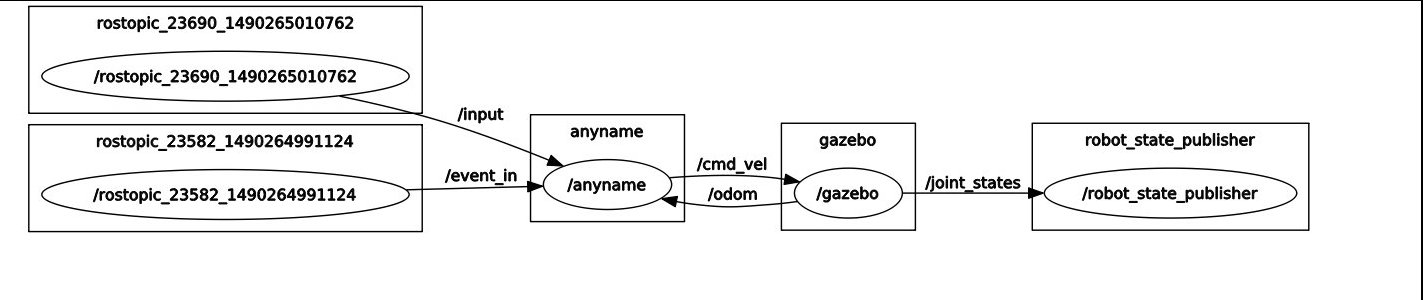 rostopic_23690_1490265010762
/rostopic_23690_1490265010762
/input
rostopic_23582_1490264991124
/rostopic_23582_1490264991124
/event_in
anyname
/anyname
/cmd_vel
/odom
gazebo
/gazebo
/joint_states
robot_state_publisher
/robot_state_publisher